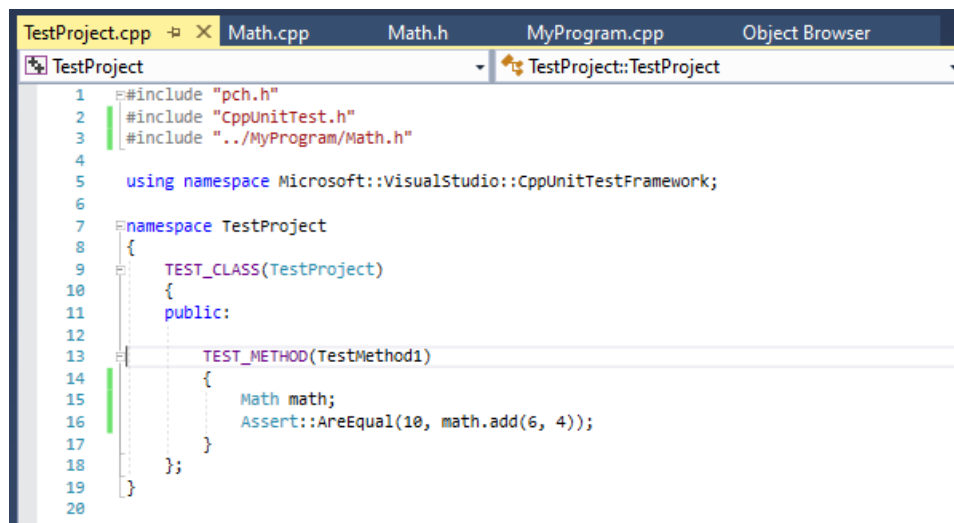 TestProject.cpp Math.cpp Math.h MyProgram.cpp Object Browser
TestProject TestProject::TestProject
1 #include "pch.h"
2 #include "CppUnitTest.h"
3 #include "../MyProgram/Math.h"
4
5 using namespace Microsoft::VisualStudio::CppUnitTestFramework;
6
7 namespace TestProject
8 {
9 TEST_CLASS(TestProject)
10 {
11 public:
12
13 TEST_METHOD(TestMethod1)
14 {
15 Math math;
16 Assert::AreEqual(10, math.add(6, 4));
17 }
18 };
19 }
20